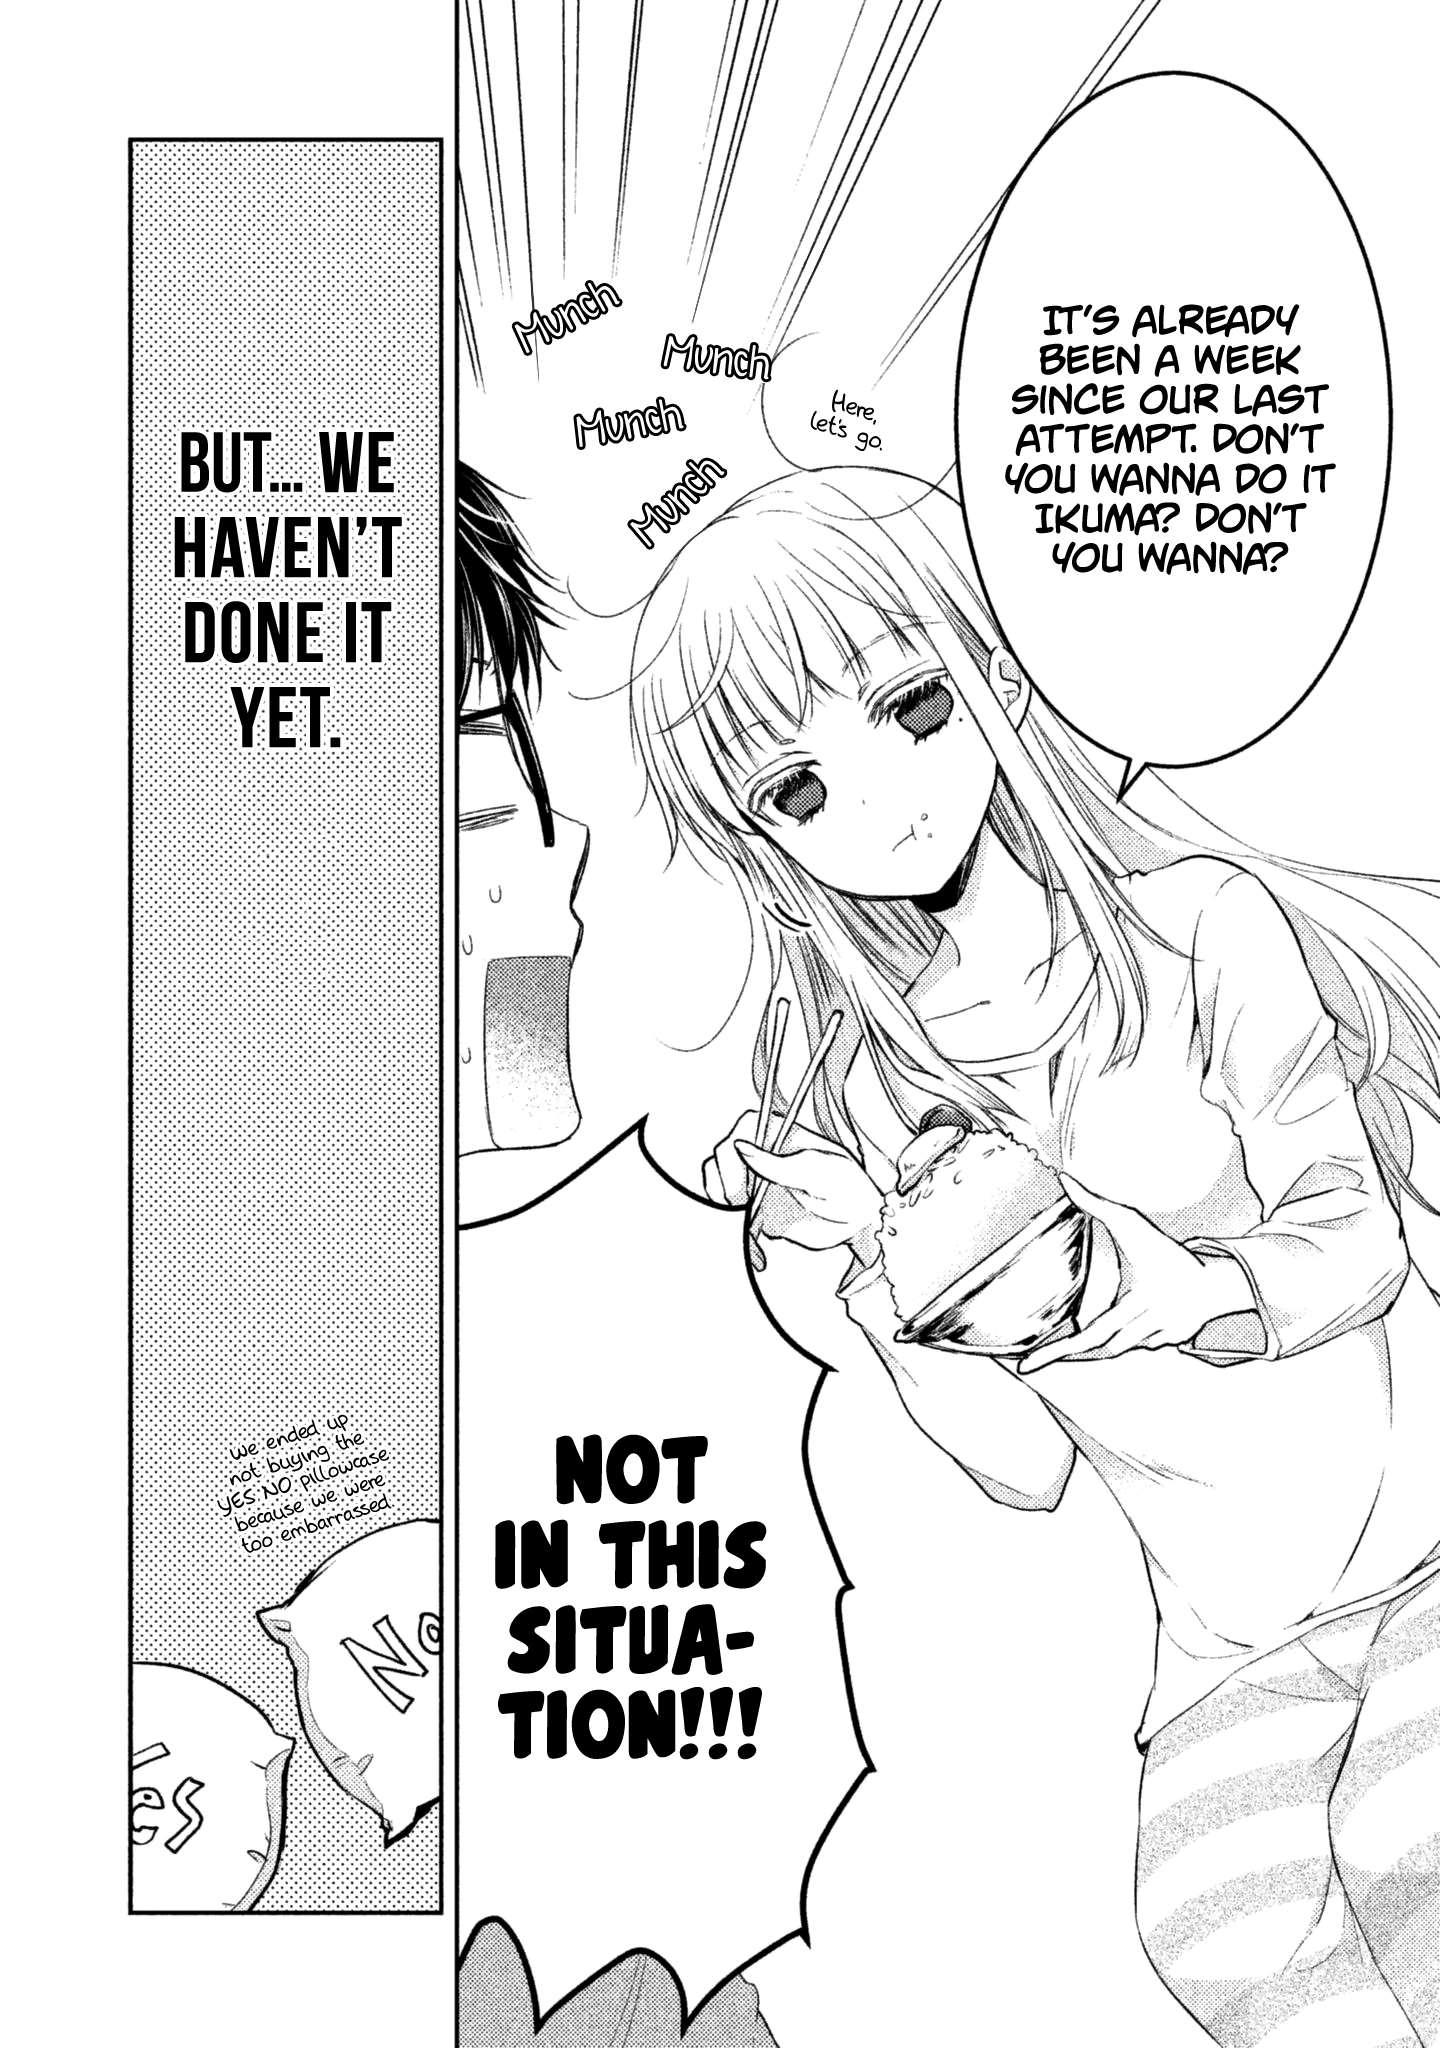 IT'S ALREADY
BEEN A WEEK
SINCE OUR LAST
ATTEMPT. DON'T
YOU WANNA DO IT
IKUMA? DON'T
YOU WANNA?
Here,
let's go.
Munch
Munch
Munch
Munch
NOT
IN THIS
SITUA-
TION!!!
BUT... WE
HAVEN'T
DONE IT
YET.
We ended up
not buying the
YES NO pillowcase
because we were
too embarrassed.
No
Yes